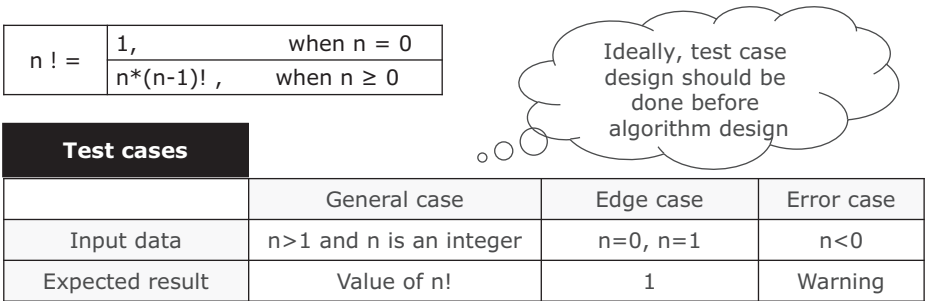 n ! =
1, when n = 0
n*(n-1)! , when n ≥ 0
Ideally, test case
design should be
done before
algorithm design
Test cases
General case Edge case Error case
Input data n>1 and n is an integer n=0, n=1 n<0
Expected result Value of n! 1 Warning